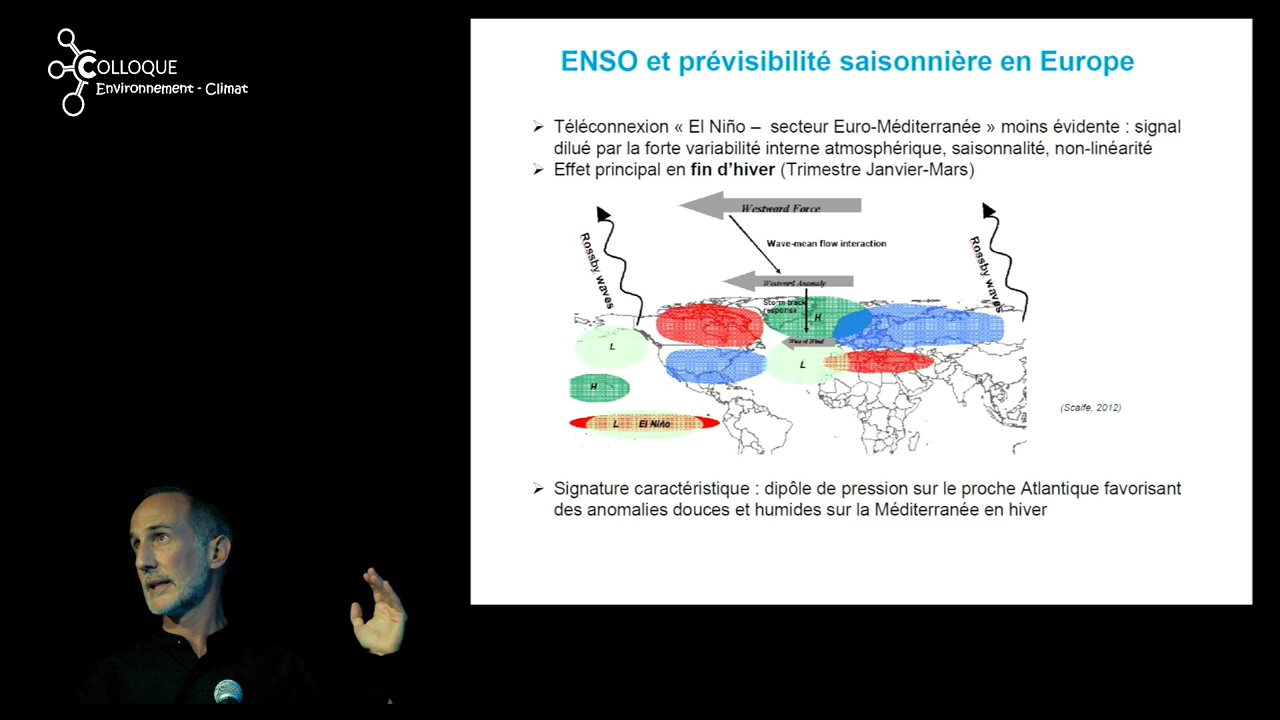 COLLOQUE
Environnement - Climat
ENSO et prévisibilité saisonnière en Europe
➢ Téléconnexion « El Niño – secteur Euro-Méditerranée » moins évidente : signal
dilué par la forte variabilité interne atmosphérique, saisonnalité, non-linéarité
➢ Effet principal en fin d’hiver (Trimestre Janvier-Mars)
Westward Force
Rossby waves
Rossby waves
Wave-mean flow interaction
Westward Anomaly
Storm track
response
H
L
L
H
L El Niño
(Scaife, 2012)
➢ Signature caractéristique : dipôle de pression sur le proche Atlantique favorisant
des anomalies douces et humides sur la Méditerranée en hiver